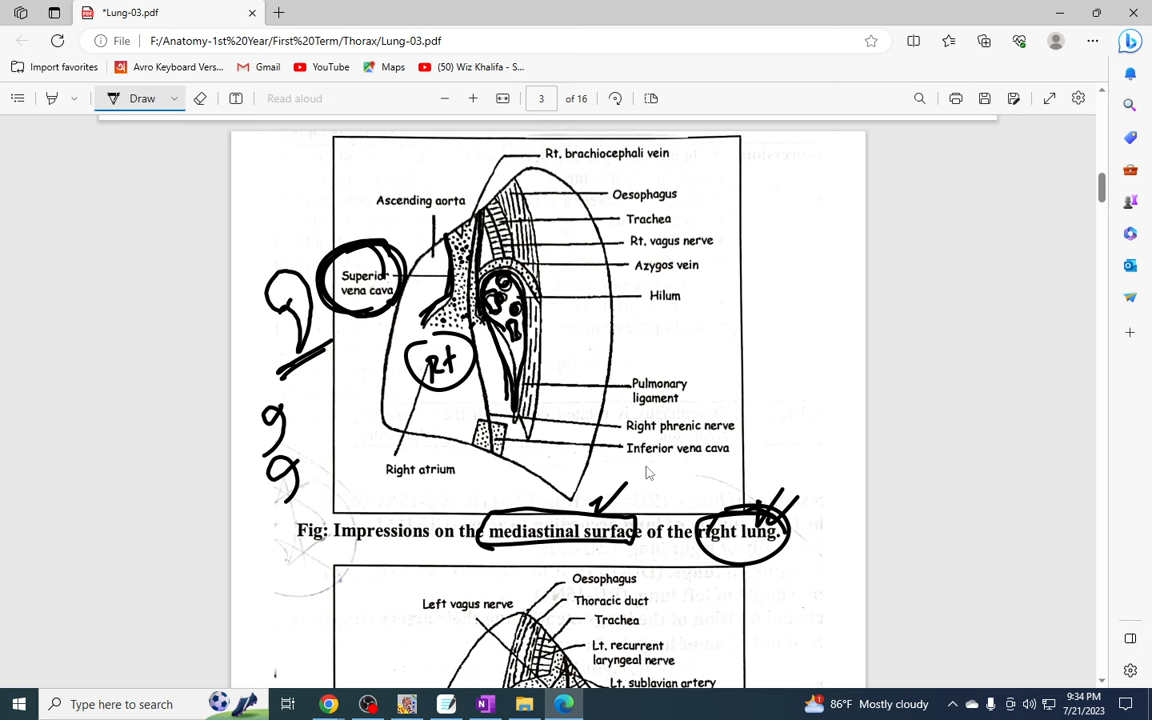 *Lung-03.pdf
File
F:/Anatomy-1st%20Year/First%20Term/Thorax/Lung-03.pdf
Import favorites
Avro Keyboard Vers...
Gmail
YouTube
Maps
(50) Wiz Khalifa - S...
Draw
Read aloud
3
of 16
Rt. brachiocephali vein
Ascending aorta
Oesophagus
Trachea
Rt. vagus nerve
Azygos vein
Superior
vena cava
Hilum
Rt
Pulmonary
ligament
Right phrenic nerve
Inferior vena cava
Right atrium
Fig: Impressions on the mediastinal surface of the right lung.
Oesophagus
Left vagus nerve
Thoracic duct
Trachea
Lt. recurrent
laryngeal nerve
Lt. sublavian artery
Type here to search
86°F Mostly cloudy
9:34 PM
7/21/2023